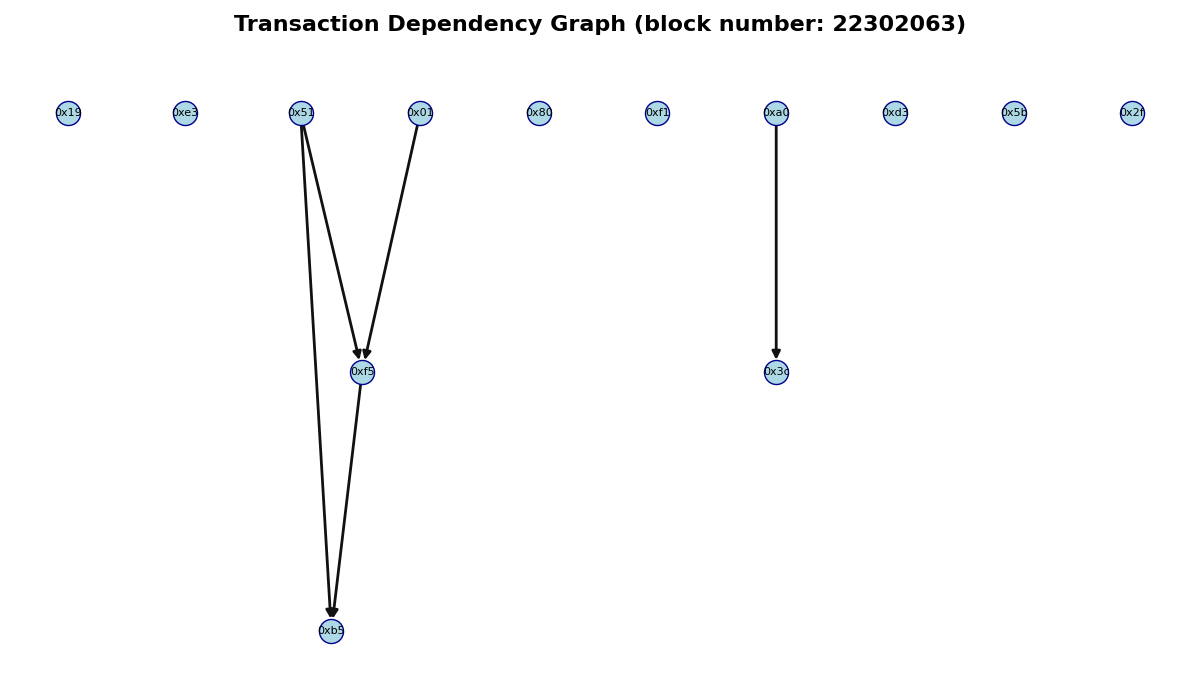 Transaction Dependency Graph (block number: 22302063)
0x19 0xe3 0x51 0x01 0x80 0xf1 0xa0 0xd3 0x5b 0x2f
0xf5 0x3c
0xb5